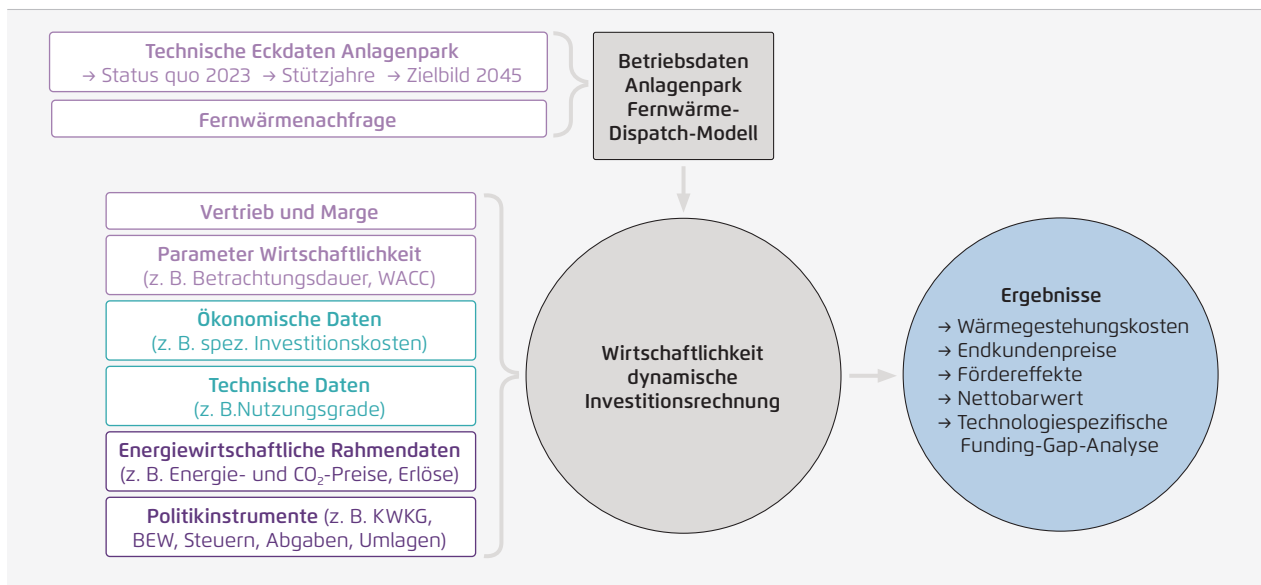 Technische Eckdaten Anlagenpark
→ Status quo 2023 → Stützjahre → Zielbild 2045
Fernwärmenachfrage
Betriebsdaten
Anlagenpark
Fernwärme-
Dispatch-Modell
Vertrieb und Marge
Parameter Wirtschaftlichkeit
(z. B. Betrachtungsdauer, WACC)
Ökonomische Daten
(z. B. spez. Investitionskosten)
Technische Daten
(z. B.Nutzungsgrade)
Energiewirtschaftliche Rahmendaten
(z. B. Energie- und CO₂-Preise, Erlöse)
Politikinstrumente (z. B. KWKG,
BEW, Steuern, Abgaben, Umlagen)
Wirtschaftlichkeit
dynamische
Investitionsrechnung
Ergebnisse
→ Wärmegestehungskosten
→ Endkundenpreise
→ Fördereffekte
→ Nettobarwert
→ Technologiespezifische
Funding-Gap-Analyse